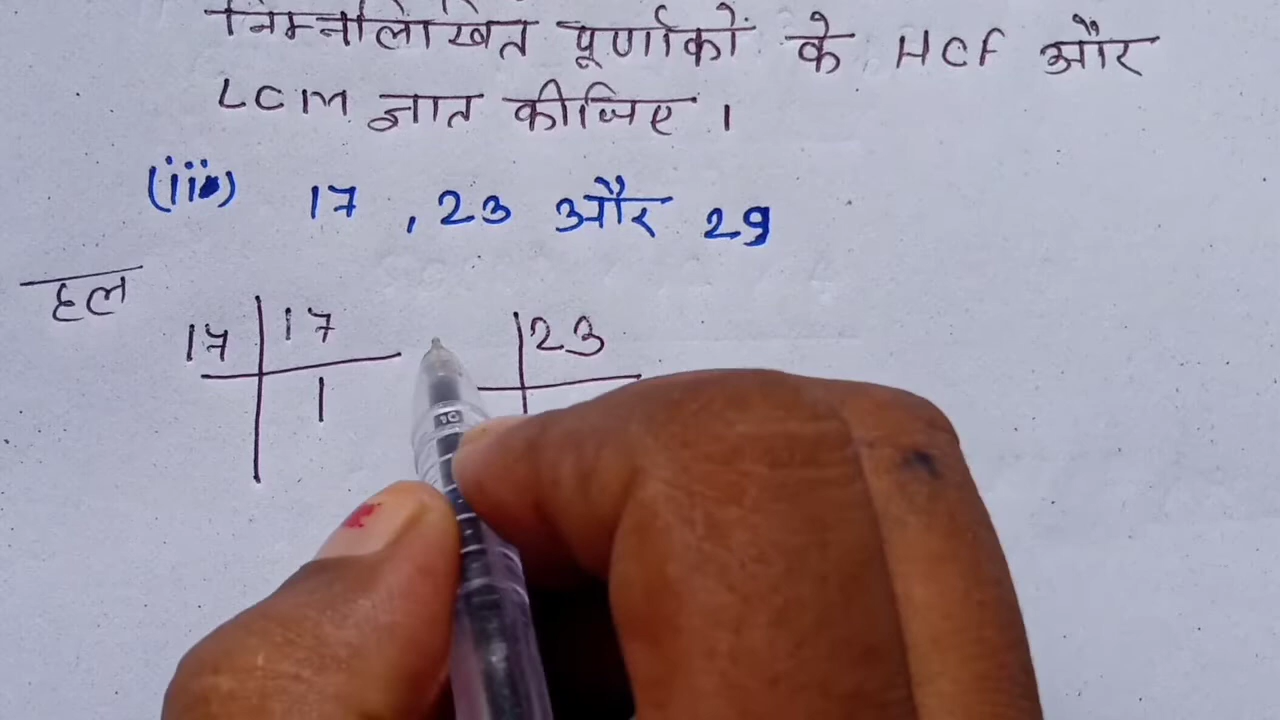 निम्नलिखित पूर्णांकों के HCF और
LCM ज्ञात कीजिए ।
(iii) 17 , 23 और 29
हल
17 17 23
1